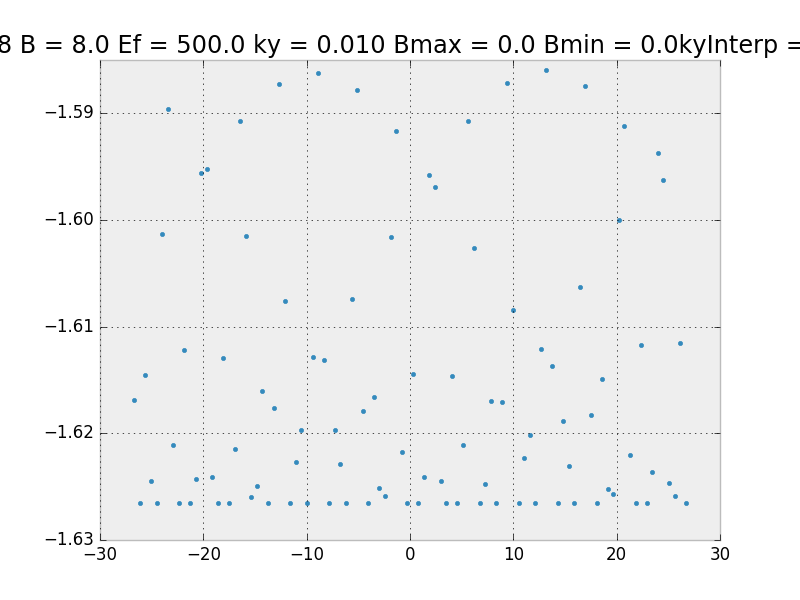 8 B = 8.0 Ef = 500.0 ky = 0.010 Bmax = 0.0 Bmin = 0.0kyInterp =
−1.59
−1.60
−1.61
−1.62
−1.63
−30 −20 −10 0 10 20 30